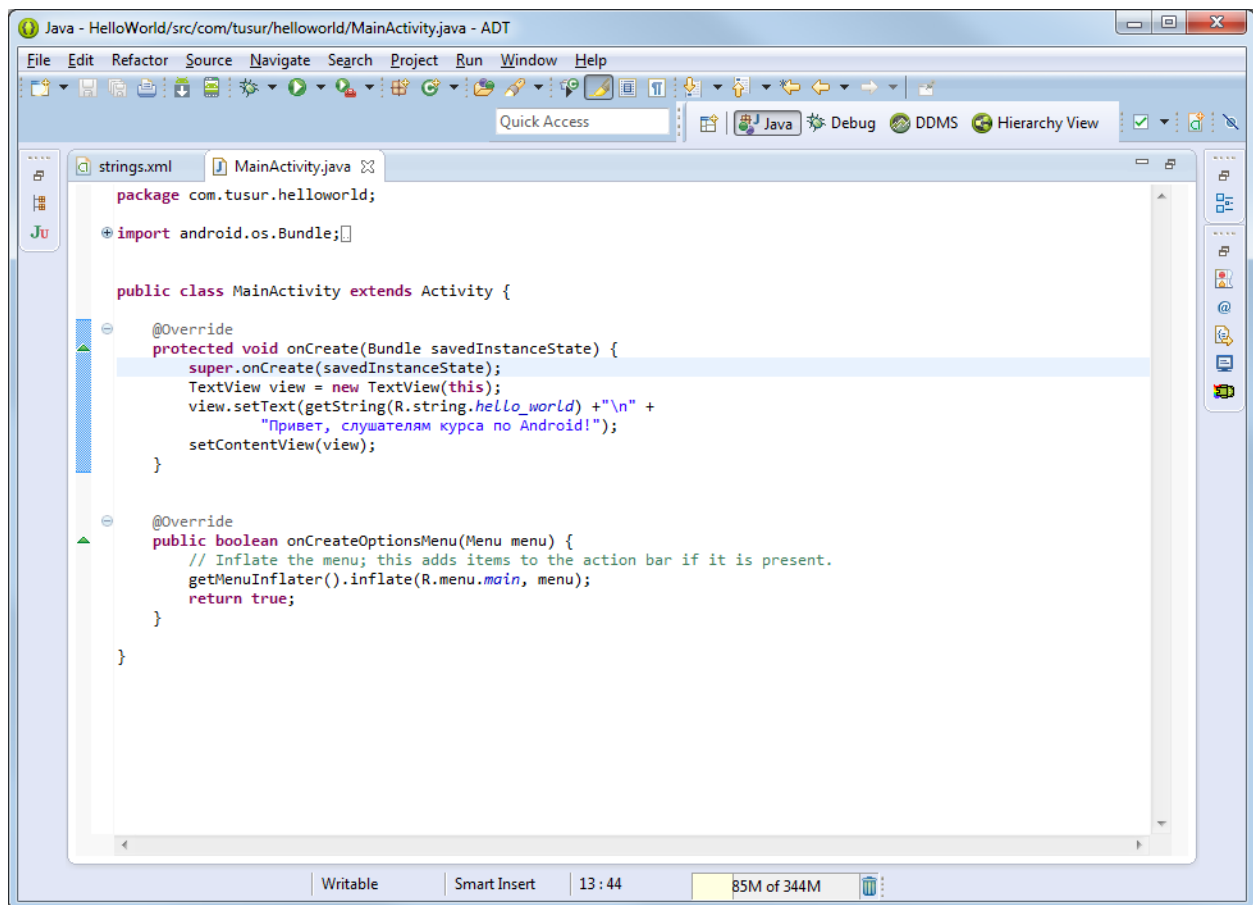 Java - HelloWorld/src/com/tusur/helloworld/MainActivity.java - ADT
File Edit Refactor Source Navigate Search Project Run Window Help
Quick Access Java Debug DDMS Hierarchy View
strings.xml MainActivity.java
package com.tusur.helloworld;
import android.os.Bundle;
public class MainActivity extends Activity {
@Override
protected void onCreate(Bundle savedInstanceState) {
super.onCreate(savedInstanceState);
TextView view = new TextView(this);
view.setText(getString(R.string.hello_world) +"\n" +
"Привет, слушателям курса по Android!");
setContentView(view);
}
@Override
public boolean onCreateOptionsMenu(Menu menu) {
// Inflate the menu; this adds items to the action bar if it is present.
getMenuInflater().inflate(R.menu.main, menu);
return true;
}
}
Writable Smart Insert 13 : 44 85M of 344M